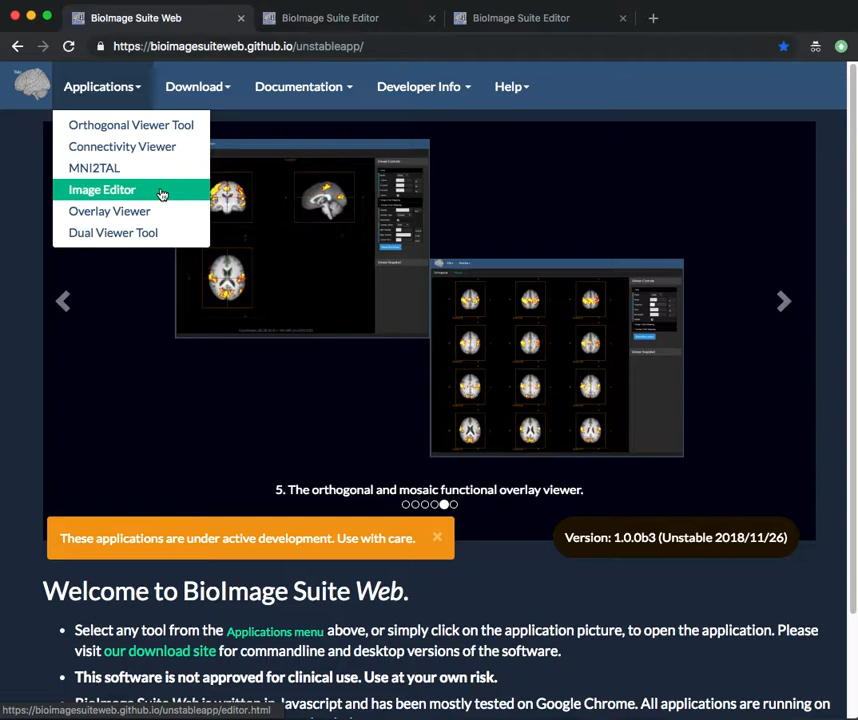 BioImage Suite Web
BioImage Suite Editor
BioImage Suite Editor
https://bioimagesuiteweb.github.io/unstableapp/
Applications
Download
Documentation
Developer Info
Help
Orthogonal Viewer Tool
Connectivity Viewer
MNI2TAL
Image Editor
Overlay Viewer
Dual Viewer Tool
5. The orthogonal and mosaic functional overlay viewer.
These applications are under active development. Use with care.
Version: 1.0.0b3 (Unstable 2018/11/26)
Welcome to BioImage Suite Web.
Select any tool from the Applications menu above, or simply click on the application picture, to open the application. Please
visit our download site for commandline and desktop versions of the software.
This software is not approved for clinical use. Use at your own risk.
BioImage Suite Web is written in Javascript and has been mostly tested on Google Chrome. All applications are running on
https://bioimagesuiteweb.github.io/unstableapp/editor.html